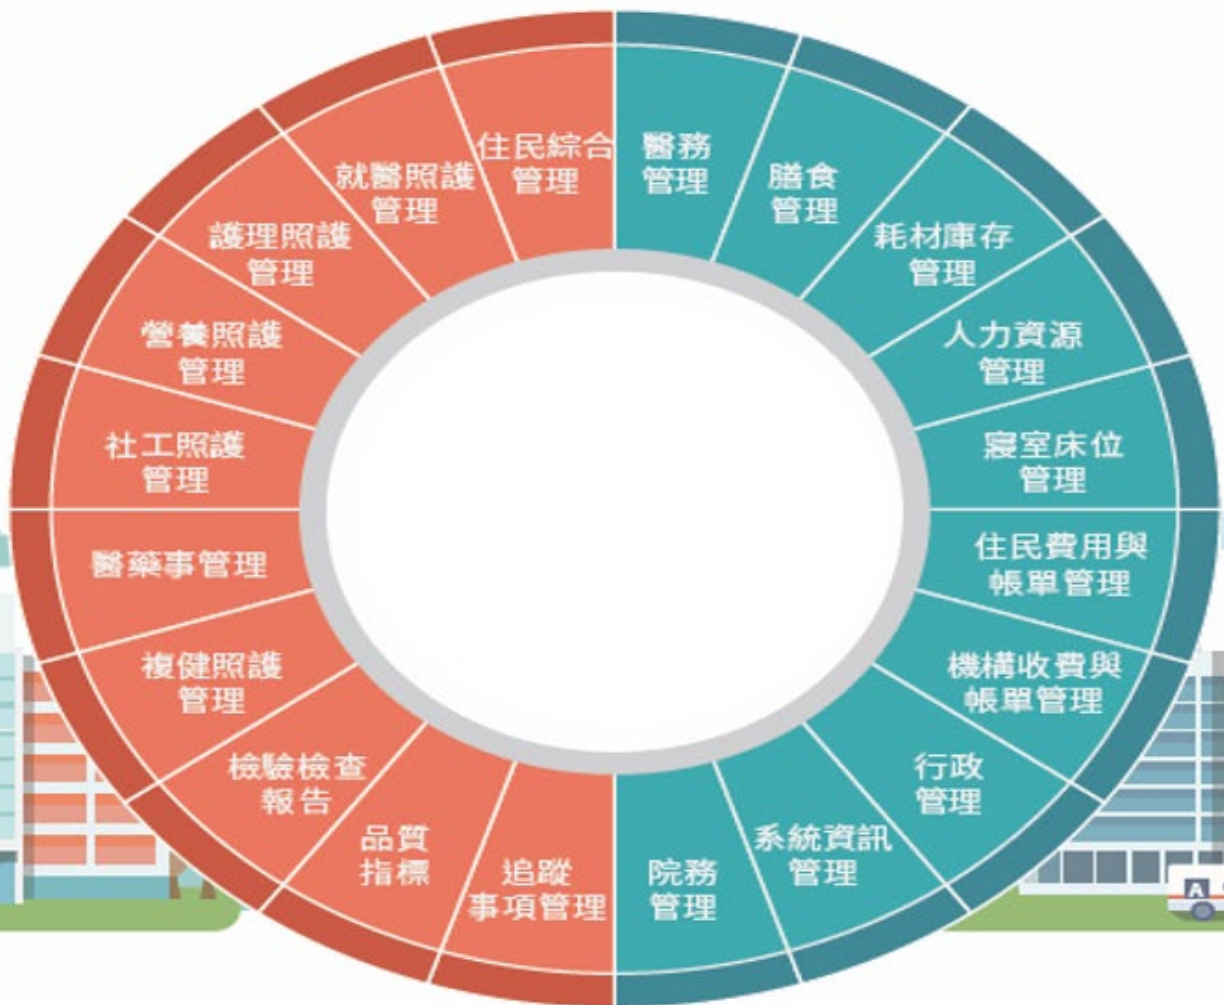 住民綜合
管理
醫務
管理
膳食
管理
耗材庫存
管理
人力資源
管理
寢室床位
管理
住民費用與
帳單管理
機構收費與
帳單管理
行政
管理
系統資訊
管理
院務
管理
追蹤
事項管理
品質
指標
檢驗檢查
報告
複健照護
管理
醫藥事管理
社工照護
管理
營養照護
管理
護理照護
管理
就醫照護
管理
A